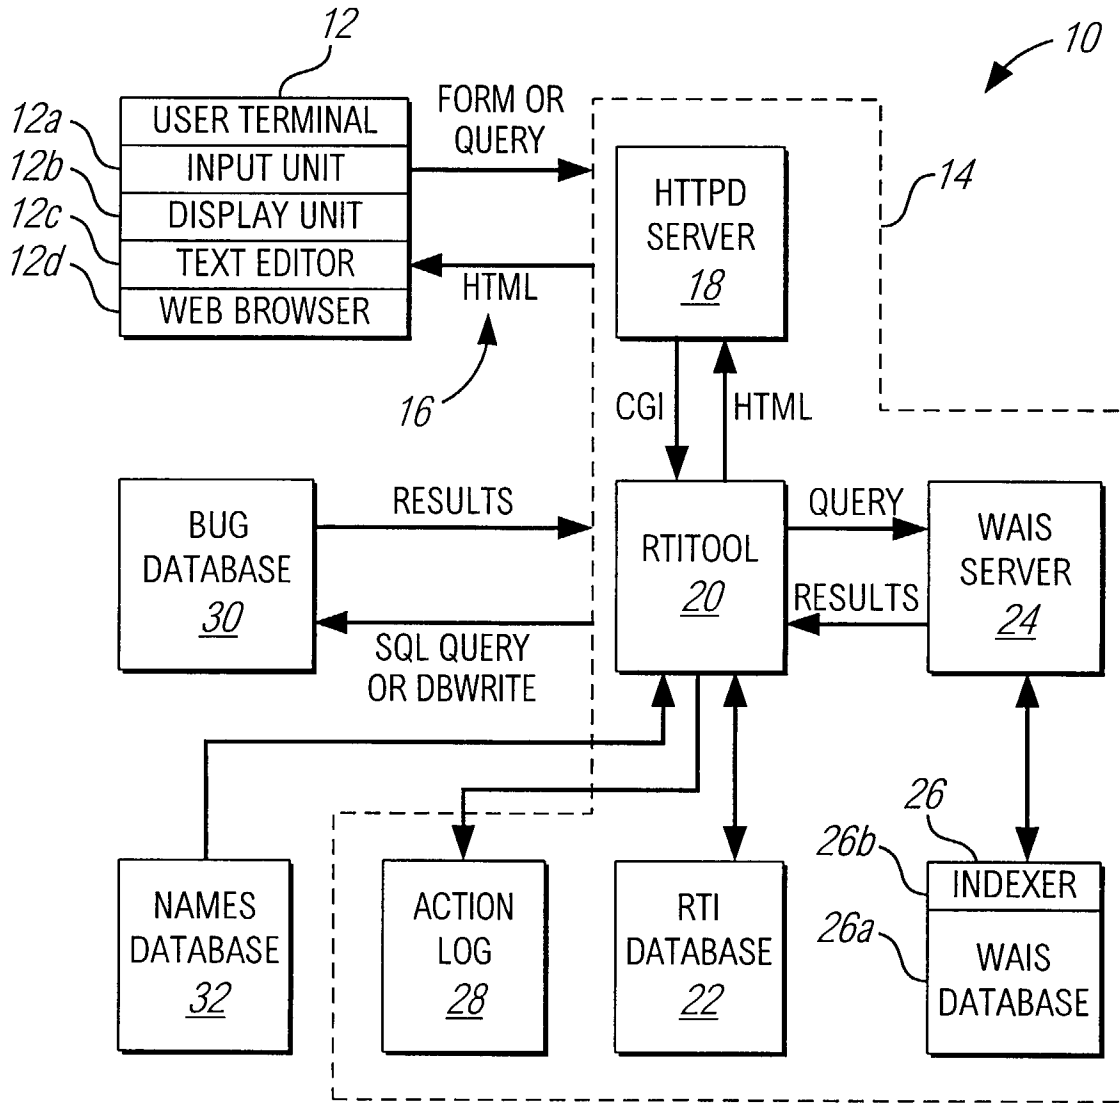 12
10
USER TERMINAL
12a
INPUT UNIT
12b
DISPLAY UNIT
12c
TEXT EDITOR
12d
WEB BROWSER
FORM OR
QUERY
HTML
16
HTTPD
SERVER
18
14
CGI
HTML
BUG
DATABASE
30
RESULTS
SQL QUERY
OR DBWRITE
RTITOOL
20
QUERY
RESULTS
WAIS
SERVER
24
NAMES
DATABASE
32
ACTION
LOG
28
RTI
DATABASE
22
26
26b
INDEXER
26a
WAIS
DATABASE